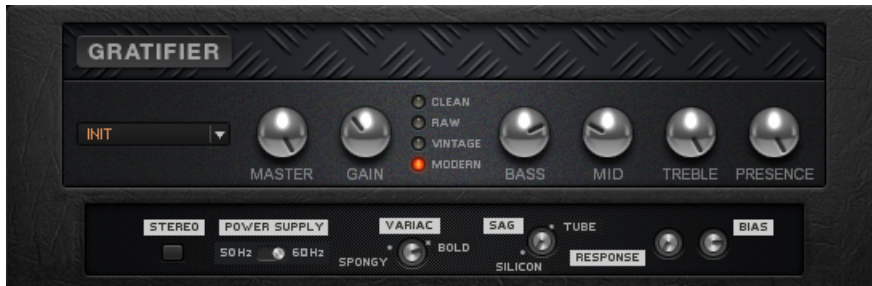 GRATIFIER
INIT
MASTER
GAIN
CLEAN
RAW
VINTAGE
MODERN
BASS
MID
TREBLE
PRESENCE
STEREO
POWER SUPPLY
50Hz
60Hz
VARIAC
SPONGY
BOLD
SAG
TUBE
SILICON
RESPONSE
BIAS